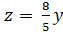 z = 8/5 y